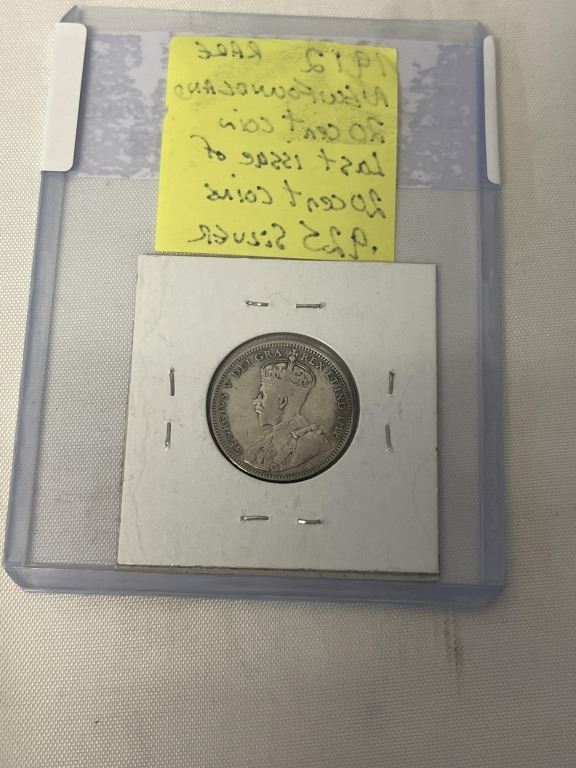 1912 RARE
NEWFOUNDLAND
20 cent coin
Last issue of
20 cent coins
.925 SILVER
GEORGIVS V DEI GRA: REX ET IND: IMP: